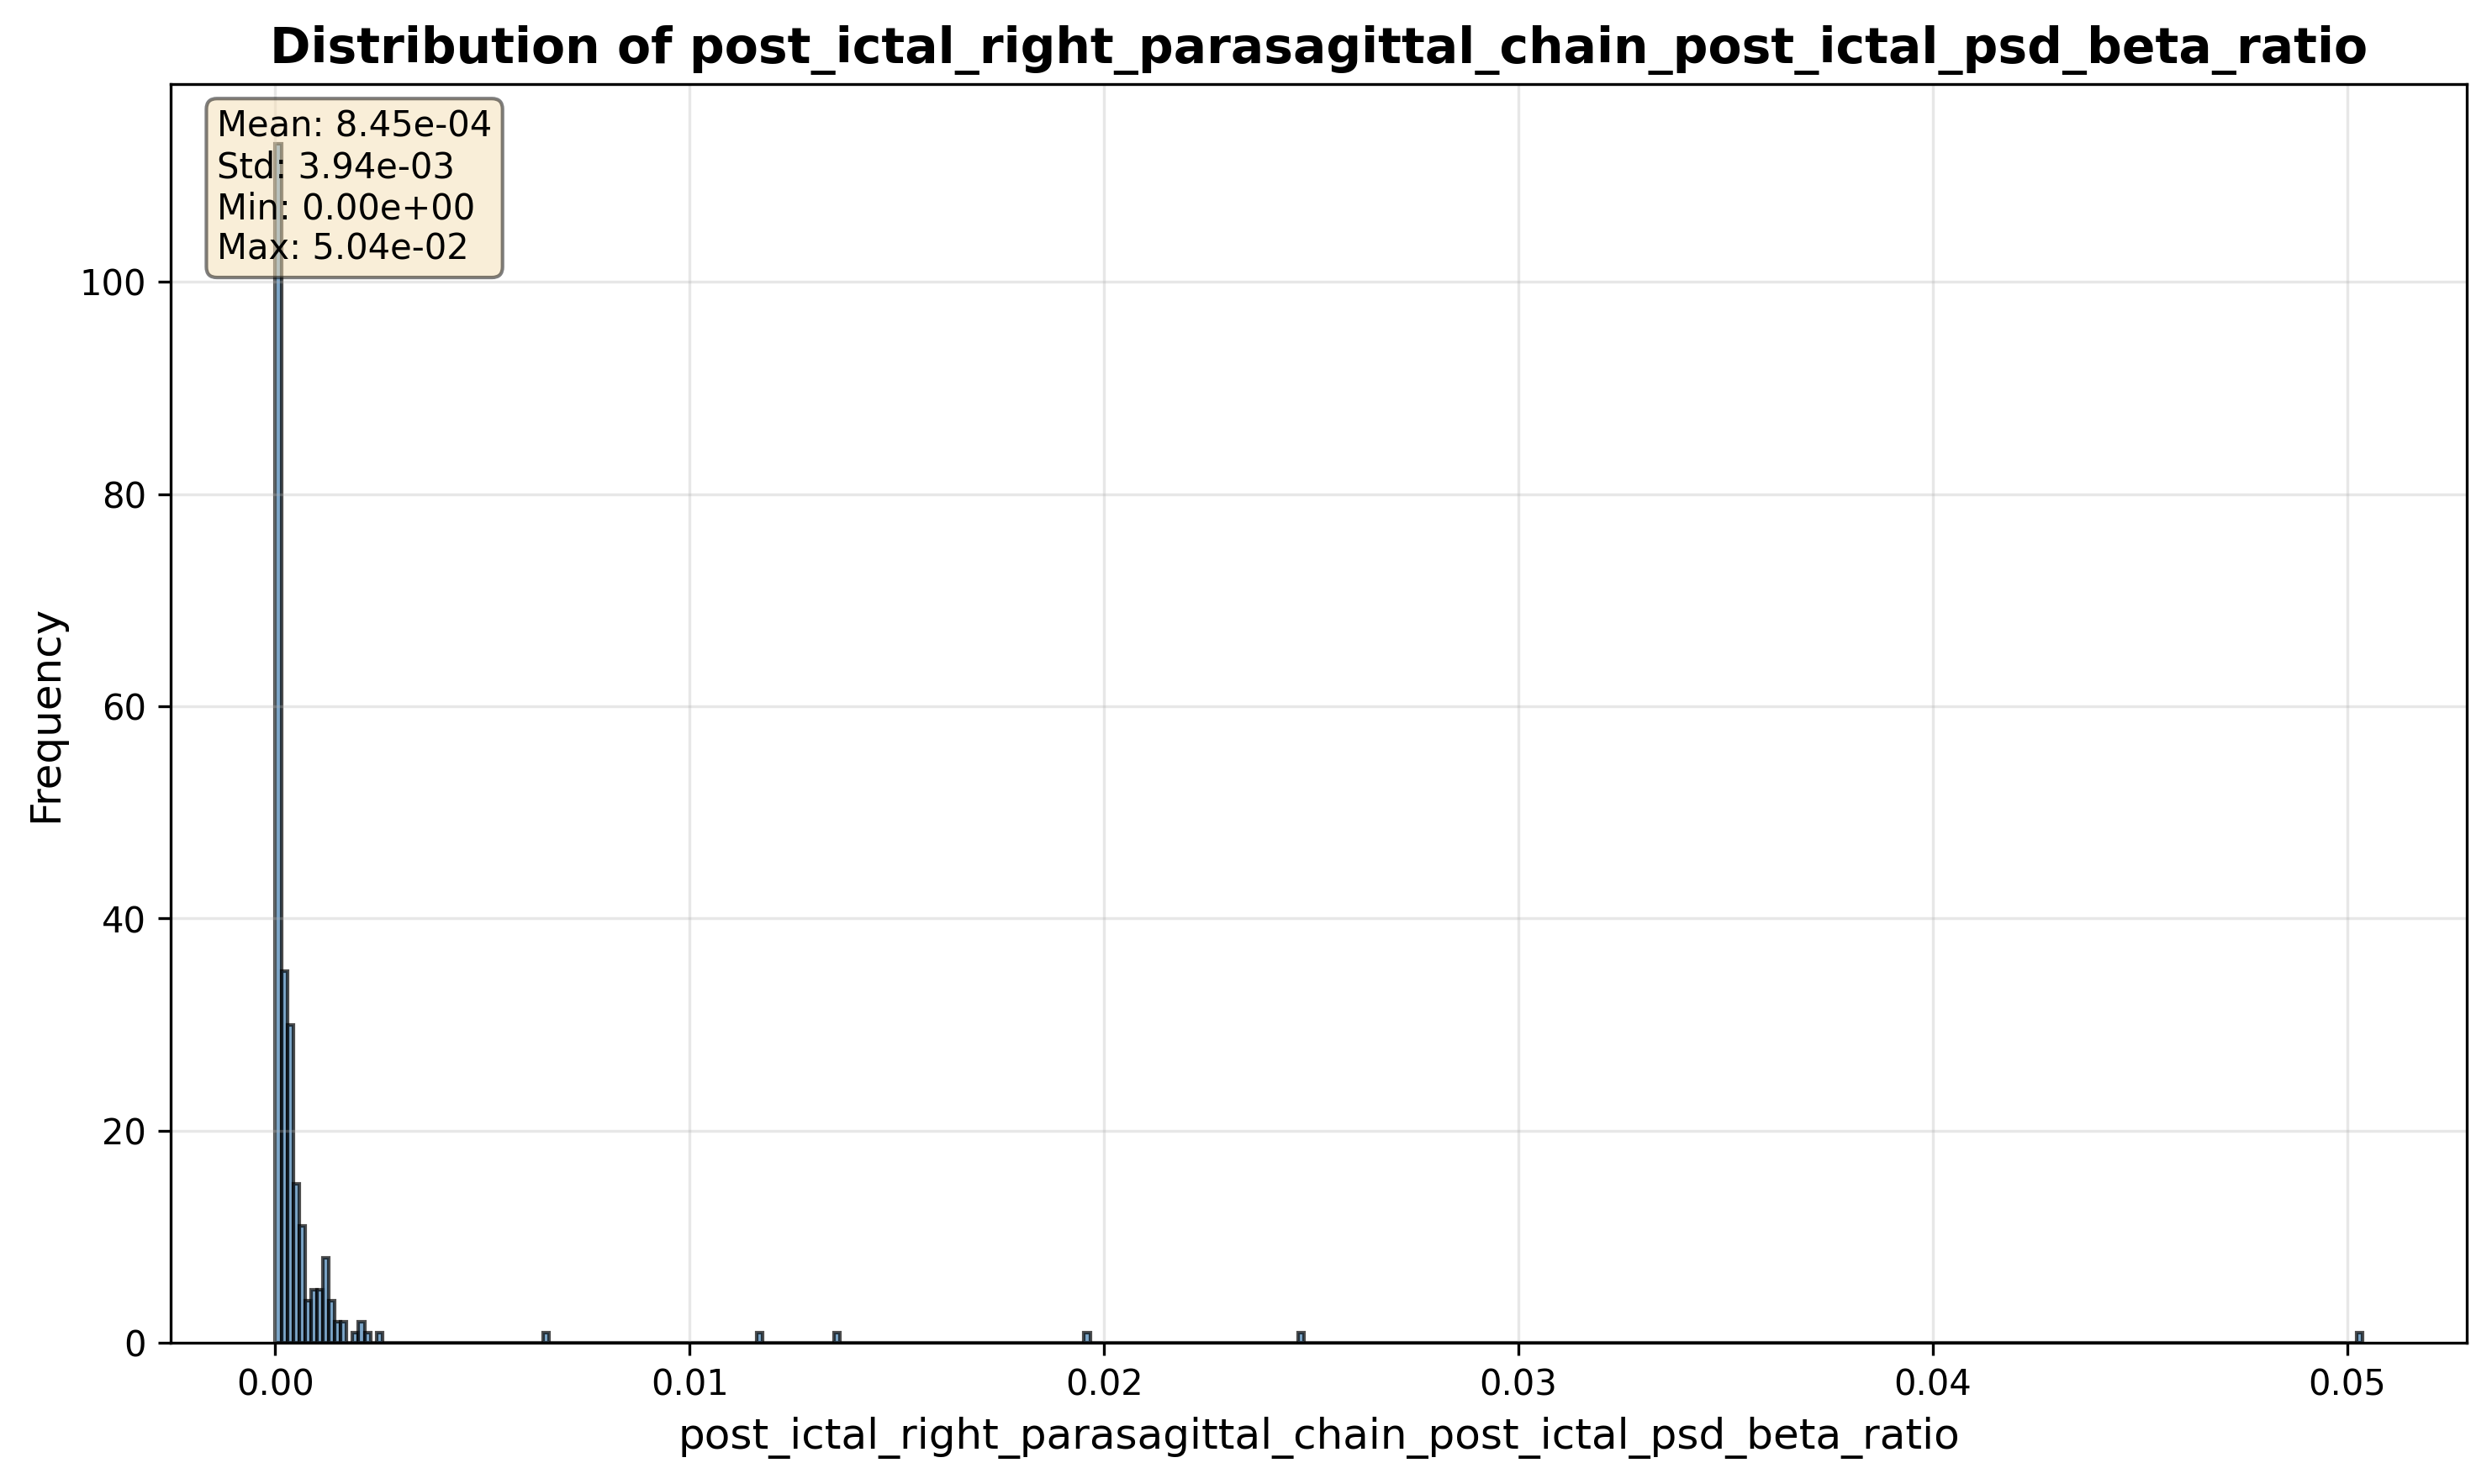 Distribution of post_ictal_right_parasagittal_chain_post_ictal_psd_beta_ratio
Mean: 8.45e-04
Std: 3.94e-03
Min: 0.00e+00
Max: 5.04e-02
100
80
60
40
20
0
Frequency
0.00 0.01 0.02 0.03 0.04 0.05
post_ictal_right_parasagittal_chain_post_ictal_psd_beta_ratio